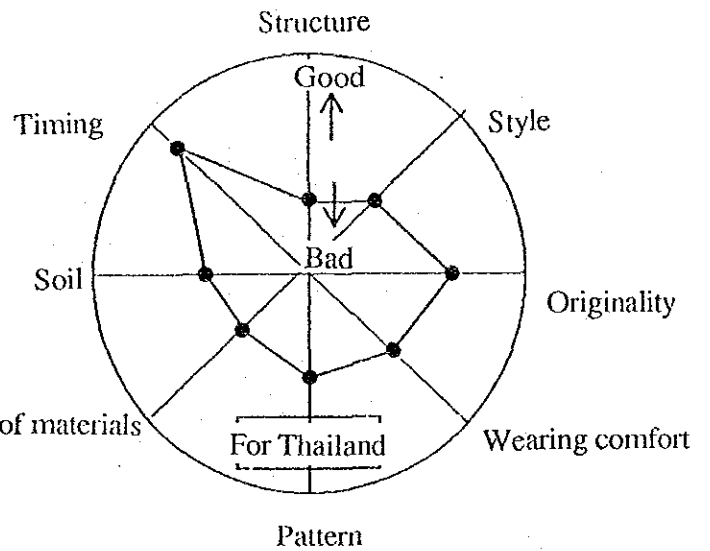 Structure
Good
Timing
Style
Bad
Soil
Originality
of materials
For Thailand
Wearing comfort
Pattern